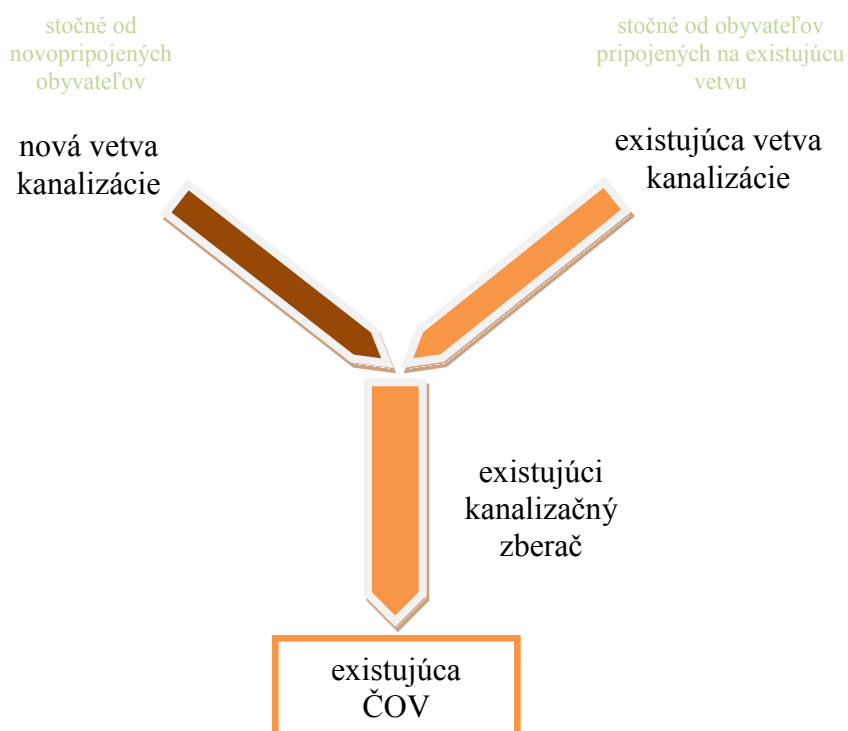 stočné od
novopripojených
obyvateľov
stočné od obyvateľov
pripojených na existujúcu
vetvu
nová vetva
kanalizácie
existujúca vetva
kanalizácie
existujúci
kanalizačný
zberač
existujúca
ČOV